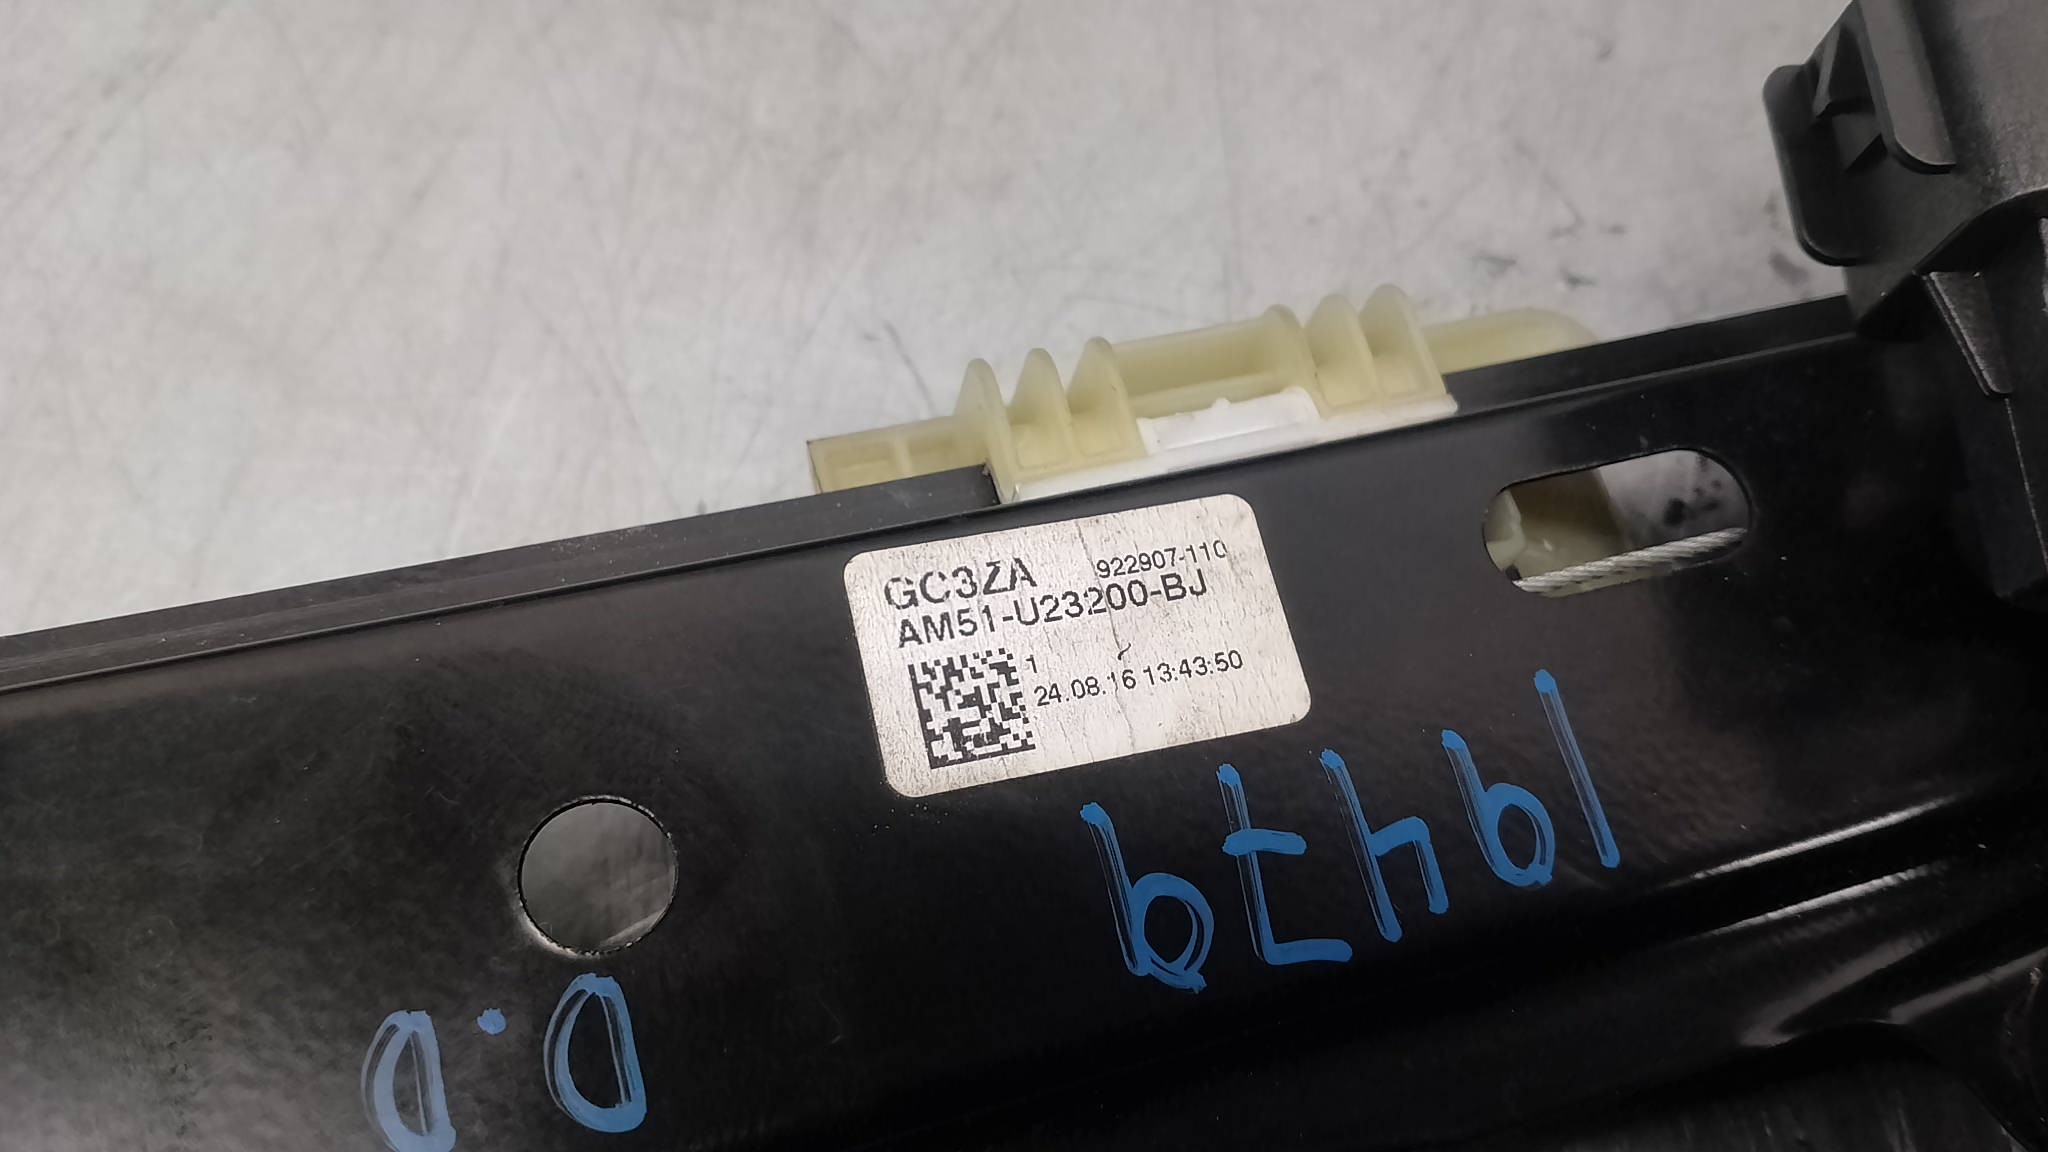 GC3ZA 922907-110
AM51-U23200-BJ
1
24.08.16 13:43:50
19479 D.D